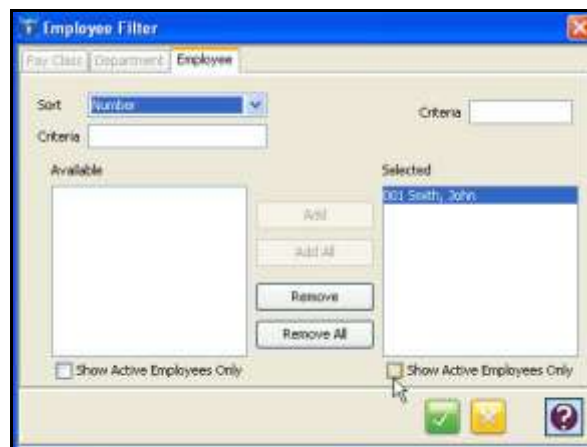 Employee Filter
Pay Class Department Employee
Sort Number
Criteria
Criteria
Available
Selected
001 Smith, John
Add
Add All
Remove
Remove All
Show Active Employees Only
Show Active Employees Only
?